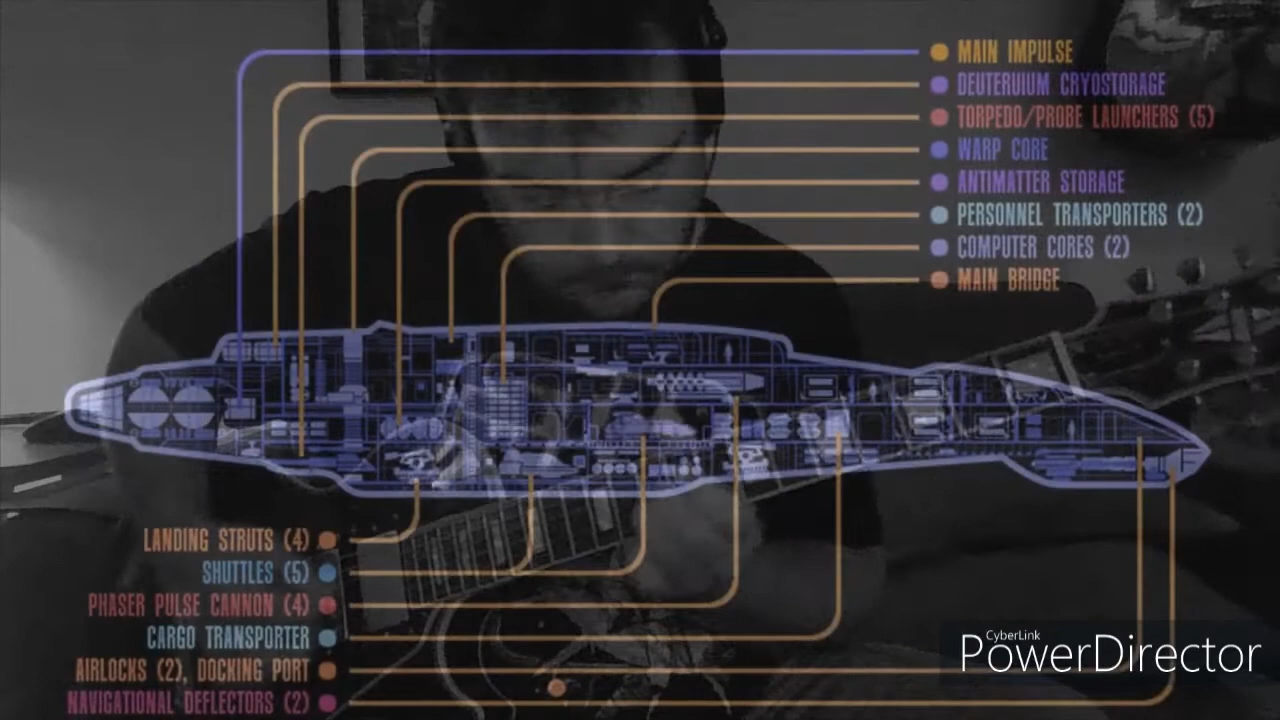 MAIN IMPULSE
DEUTERUIUM CRYOSTORAGE
TORPEDO/PROBE LAUNCHERS (5)
WARP CORE
ANTIMATTER STORAGE
PERSONNEL TRANSPORTERS (2)
COMPUTER CORES (2)
MAIN BRIDGE
LANDING STRUTS (4)
SHUTTLES (5)
PHASER PULSE CANNON (4)
CARGO TRANSPORTER
AIRLOCKS (2), DOCKING PORT
NAVIGATIONAL DEFLECTORS (2)
CyberLink
PowerDirector